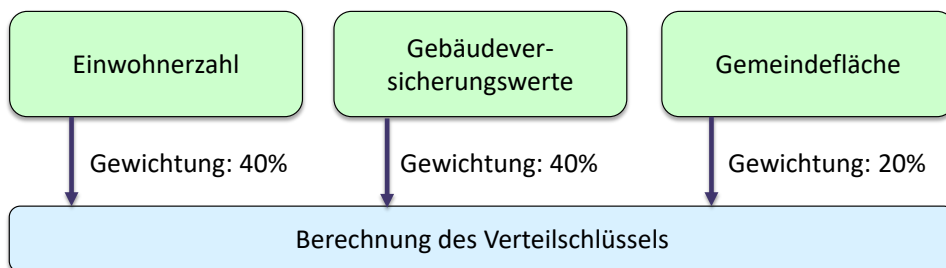 Einwohnerzahl
Gebäudever-
sicherungswerte
Gemeindefläche
Gewichtung: 40%
Gewichtung: 40%
Gewichtung: 20%
Berechnung des Verteilschlüssels